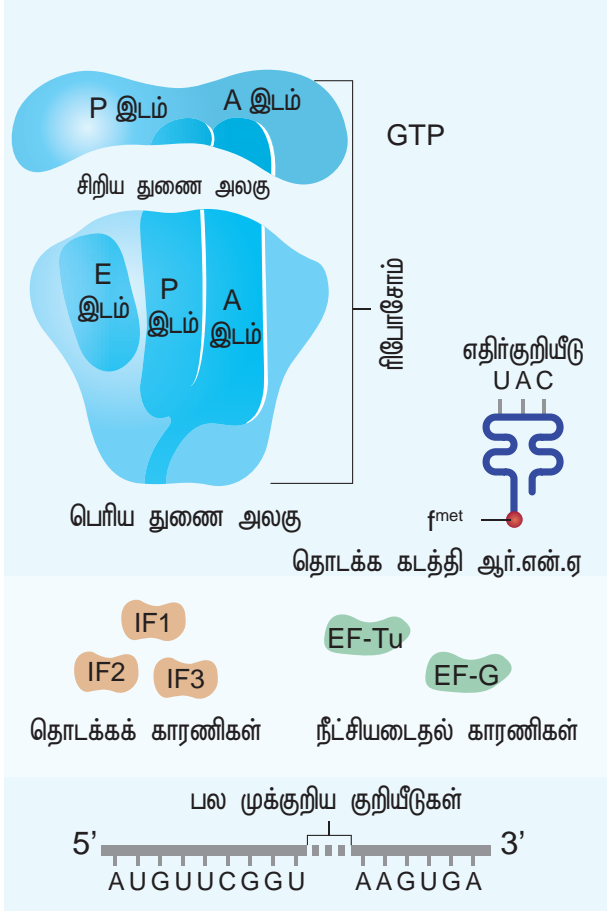 P இடம்
A இடம்
GTP
சிறிய துணை அலகு
E
இடம்
P
இடம்
A
இடம்
ரிபோசோம்
எதிர்குறியீடு
UAC
பெரிய துணை அலகு
fmet
தொடக்க கடத்தி ஆர்.என்.ஏ
IF1
IF2
IF3
தொடக்கக் காரணிகள்
EF-Tu
EF-G
நீட்சியடைதல் காரணிகள்
பல முக்குறிய குறியீடுகள்
5’ 3’
AUGUUCGGU AAGUGA